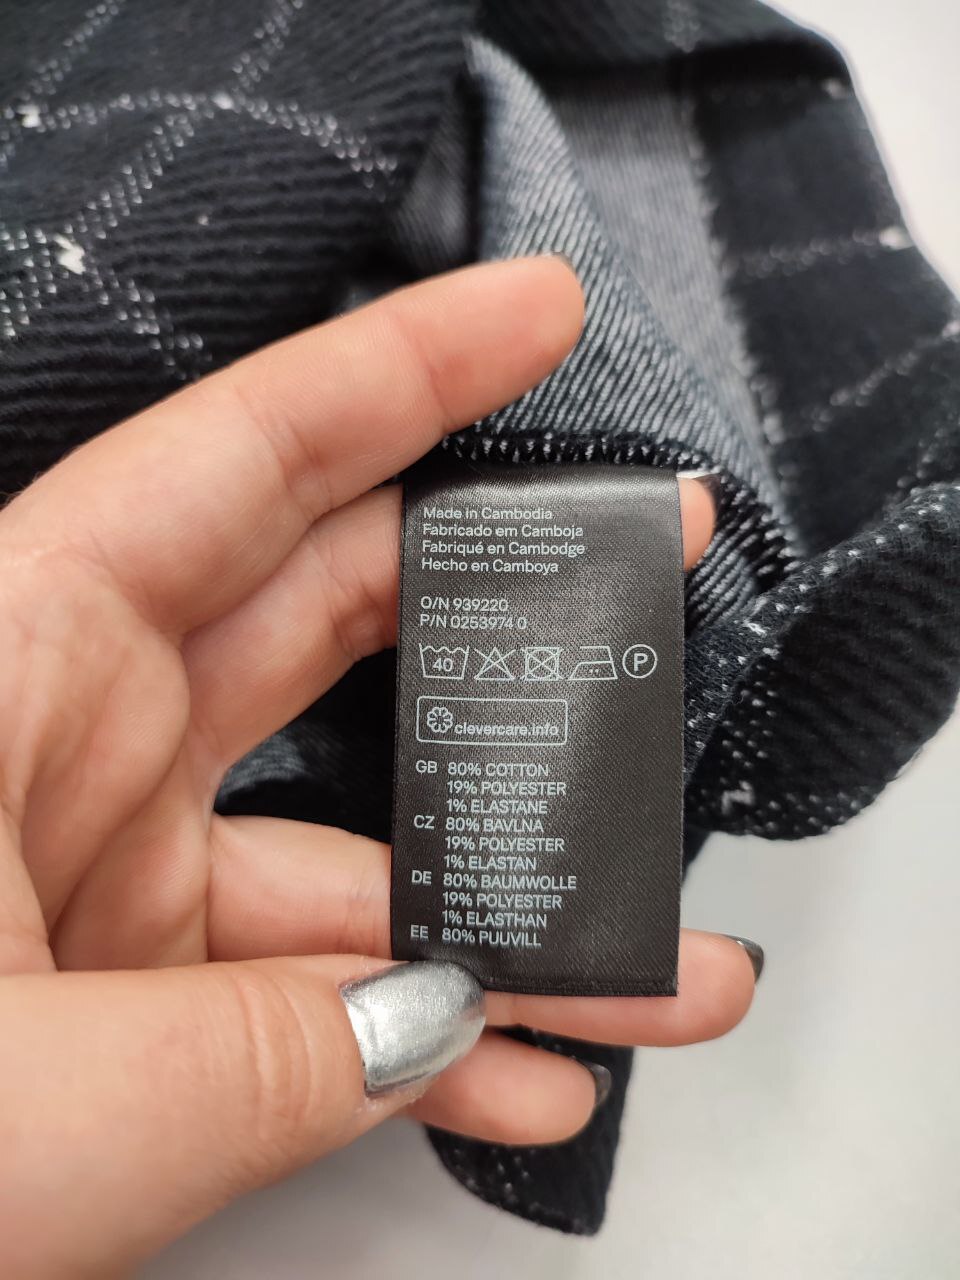 Made in Cambodia
Fabricado em Camboja
Fabriqué en Cambodge
Hecho en Camboya
O/N 939220
P/N 0253974 0
40 P
clevercare.info
GB 80% COTTON
19% POLYESTER
1% ELASTANE
CZ 80% BAVLNA
19% POLYESTER
1% ELASTAN
DE 80% BAUMWOLLE
19% POLYESTER
1% ELASTHAN
EE 80% PUUVILL